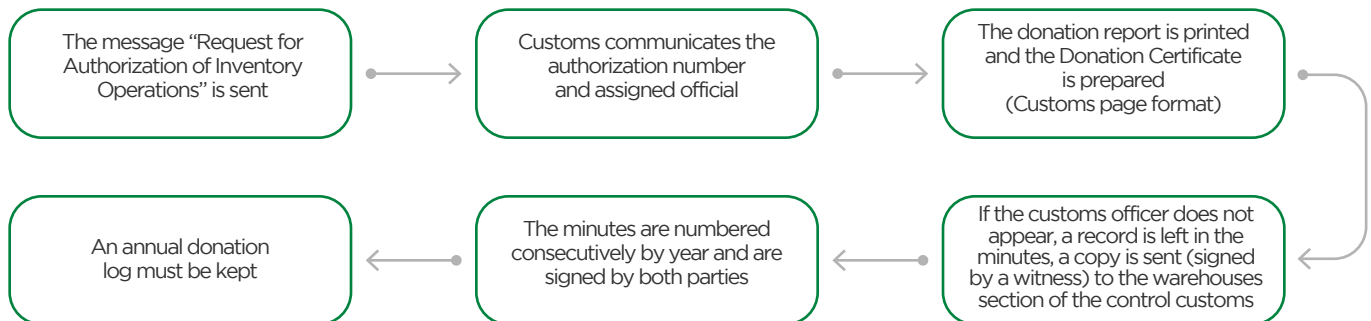 The message “Request for
Authorization of Inventory
Operations” is sent
Customs communicates the
authorization number
and assigned official
The donation report is printed
and the Donation Certificate
is prepared
(Customs page format)
If the customs officer does not
appear, a record is left in the
minutes, a copy is sent (signed
by a witness) to the warehouses
section of the control customs
The minutes are numbered
consecutively by year and are
signed by both parties
An annual donation
log must be kept